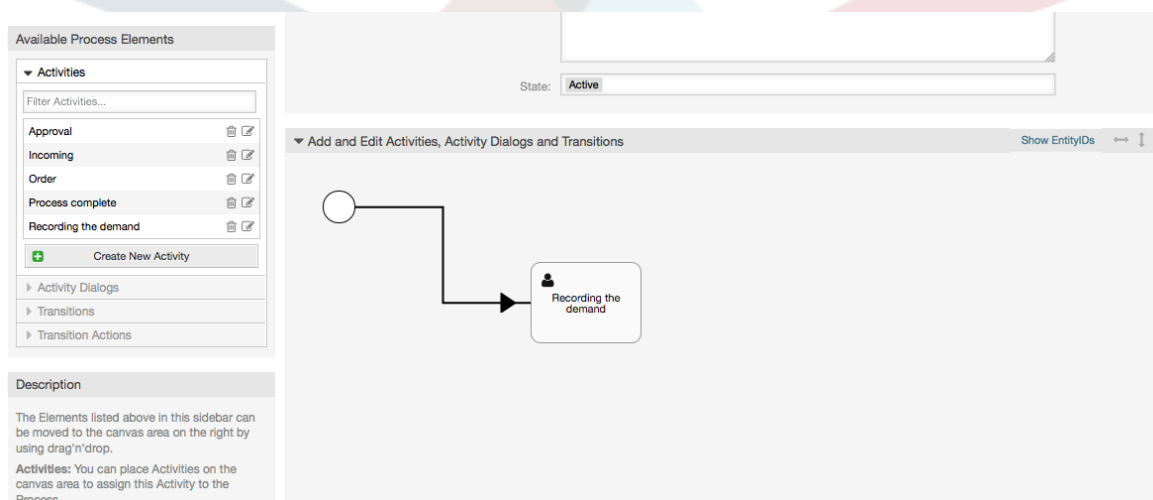 Available Process Elements
Activities
Filter Activities...
Approval
Incoming
Order
Process complete
Recording the demand
Create New Activity
Activity Dialogs
Transitions
Transition Actions
Description
The Elements listed above in this sidebar can
be moved to the canvas area on the right by
using drag'n'drop.
Activities: You can place Activities on the
canvas area to assign this Activity to the
Process.
State: Active
Add and Edit Activities, Activity Dialogs and Transitions
Show EntityIDs
Recording the
demand